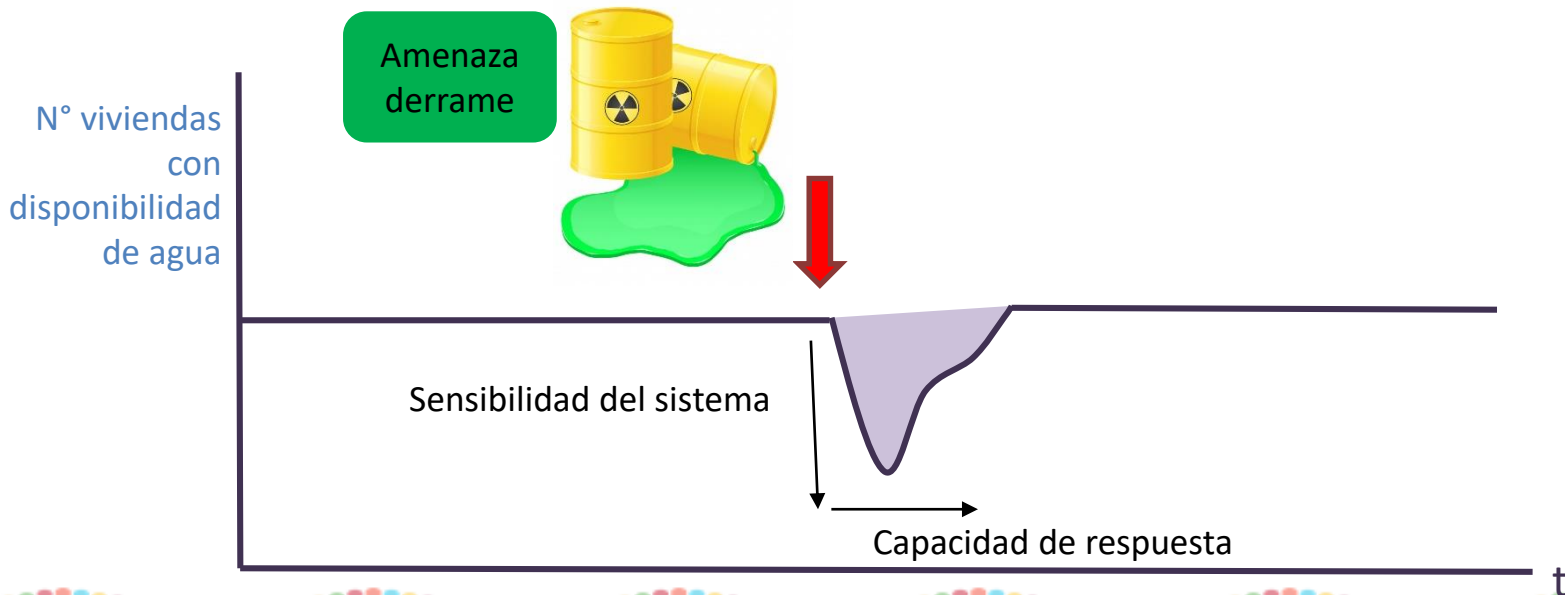 Amenaza
derrame
N° viviendas
con
disponibilidad
de agua
Sensibilidad del sistema
Capacidad de respuesta
t